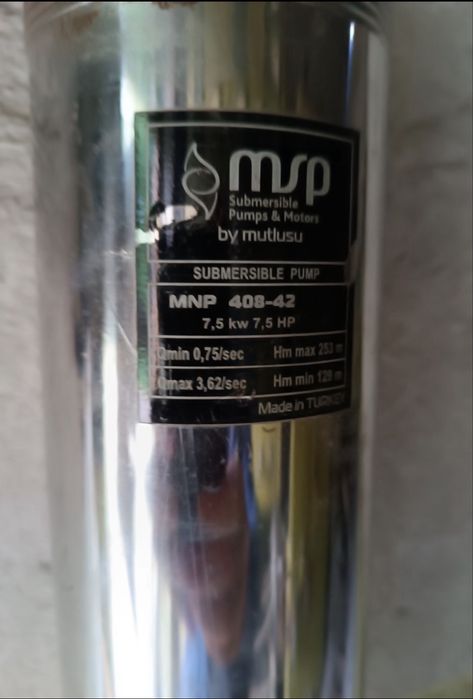 msp
Submersible
Pumps & Motors
by mutlusu
SUBMERSIBLE PUMP
MNP 408-42
7,5 kw 7,5 HP
Qmin 0,75/sec Hm max 253 m
Qmax 3,62/sec Hm min 129 m
Made in TURKEY